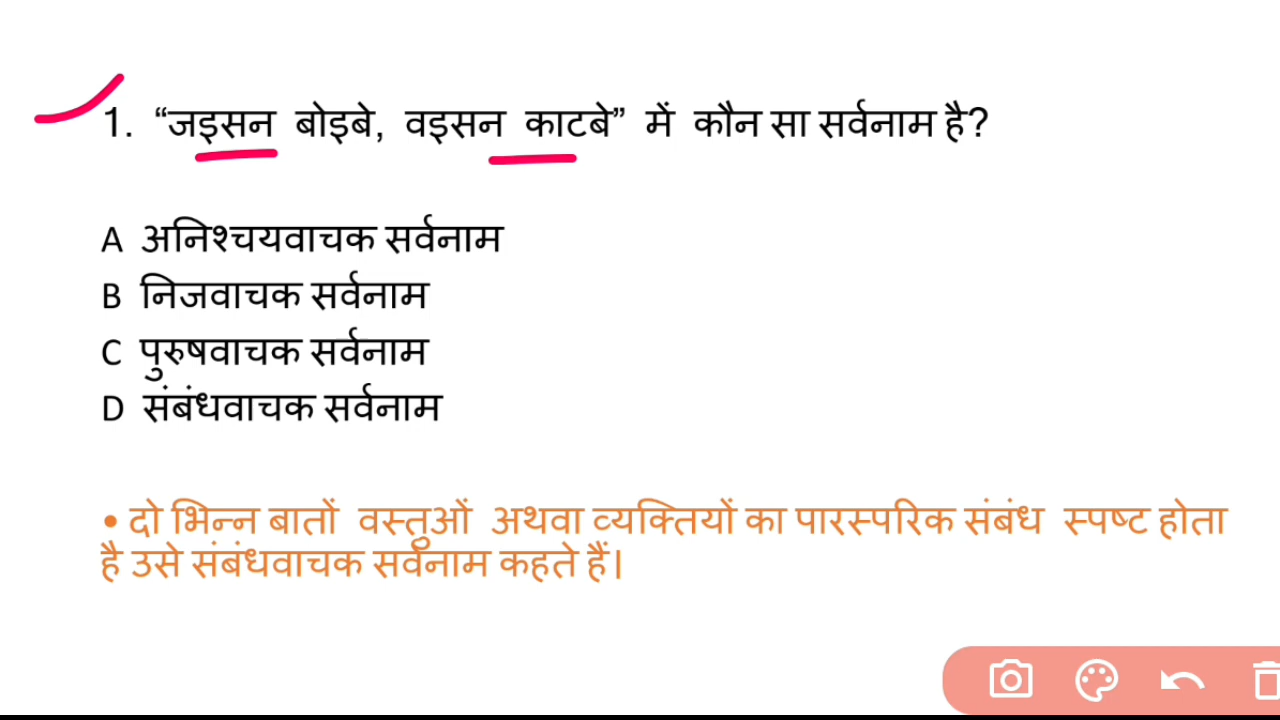 1. “जइसन बोइबे, वइसन काटबे” में कौन सा सर्वनाम है?
A अनिश्चयवाचक सर्वनाम
B निजवाचक सर्वनाम
C पुरुषवाचक सर्वनाम
D संबंधवाचक सर्वनाम
• दो भिन्न बातों वस्तुओं अथवा व्यक्तियों का पारस्परिक संबंध स्पष्ट होता
है उसे संबंधवाचक सर्वनाम कहते हैं।